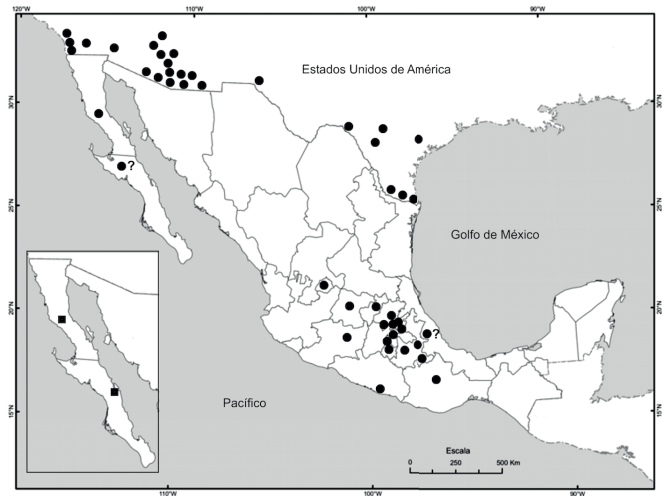 120°W 110°W 100°W 90°W
Estados Unidos de América
30°N 30°N
?
25°N 25°N
Golfo de México
20°N 20°N
?
Pacífico
15°N 15°N
Escala
0 250 500 Km
110°W 100°W 90°W